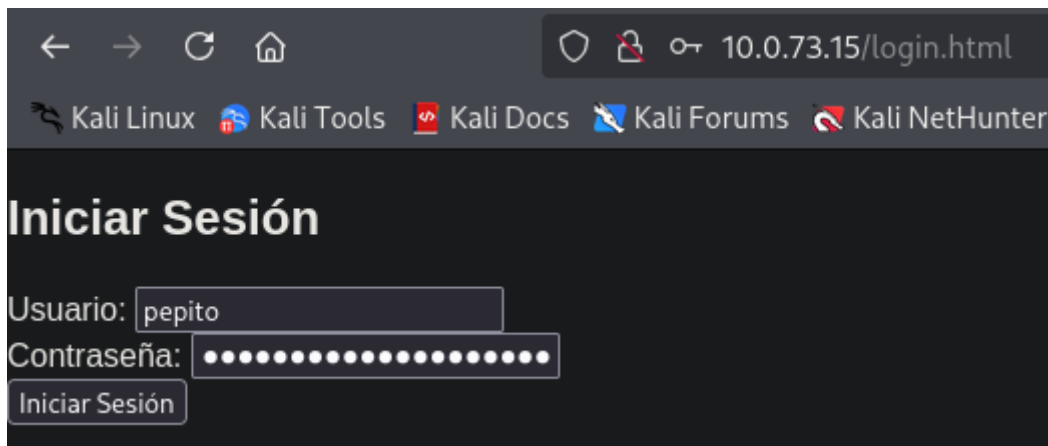 10.0.73.15/login.html
Kali Linux Kali Tools Kali Docs Kali Forums Kali NetHunter
Iniciar Sesión
Usuario: pepito
Contraseña: ••••••••••••••••••••
Iniciar Sesión